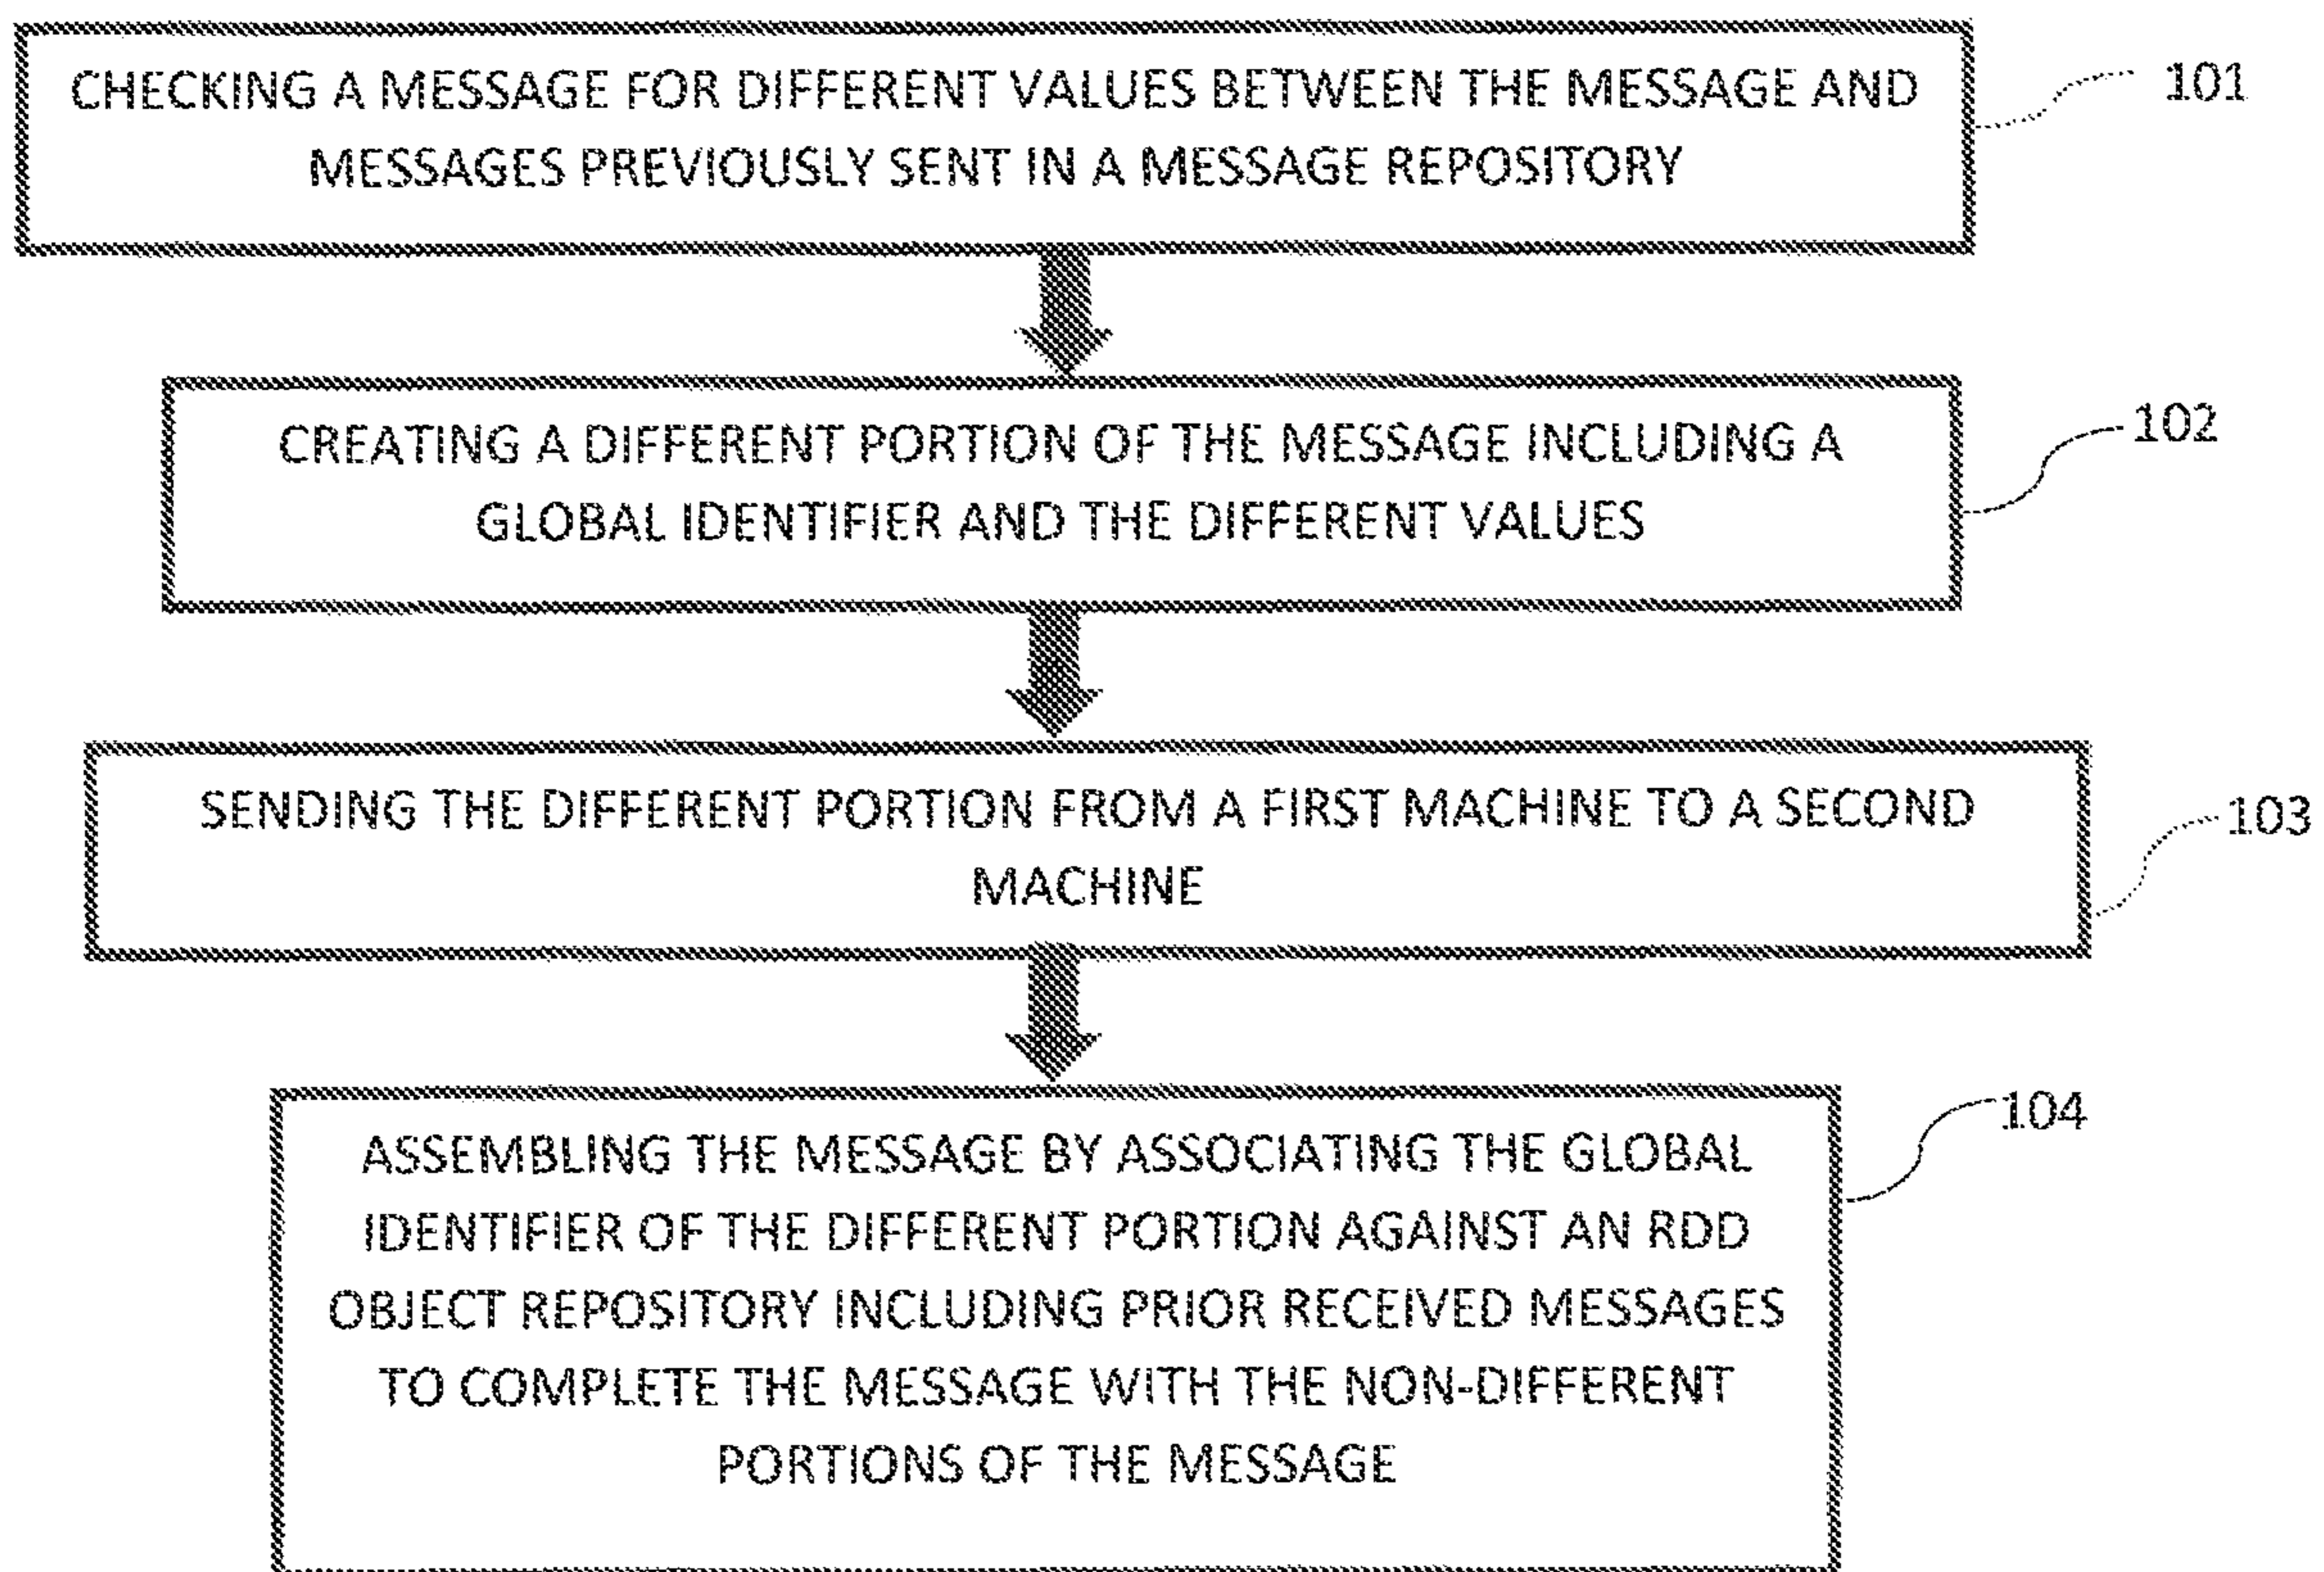 CHECKING A MESSAGE FOR DIFFERENT VALUES BETWEEN THE MESSAGE AND
MESSAGES PREVIOUSLY SENT IN A MESSAGE REPOSITORY
101
CREATING A DIFFERENT PORTION OF THE MESSAGE INCLUDING A
GLOBAL IDENTIFIER AND THE DIFFERENT VALUES
102
SENDING THE DIFFERENT PORTION FROM A FIRST MACHINE TO A SECOND
MACHINE
103
ASSEMBLING THE MESSAGE BY ASSOCIATING THE GLOBAL
IDENTIFIER OF THE DIFFERENT PORTION AGAINST AN RDD
OBJECT REPOSITORY INCLUDING PRIOR RECEIVED MESSAGES
TO COMPLETE THE MESSAGE WITH THE NON-DIFFERENT
PORTIONS OF THE MESSAGE
104